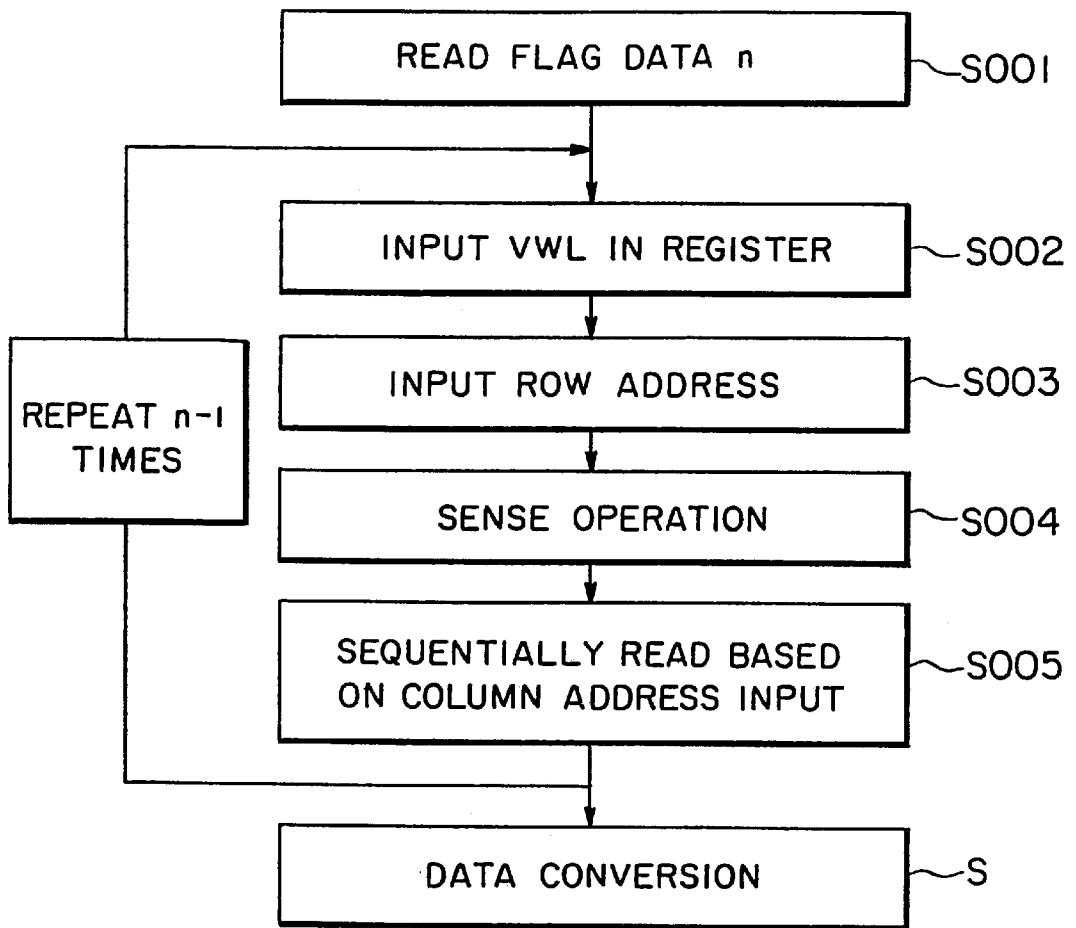 READ FLAG DATA n
S001
INPUT VWL IN REGISTER
S002
INPUT ROW ADDRESS
S003
REPEAT n-1
TIMES
SENSE OPERATION
S004
SEQUENTIALLY READ BASED
ON COLUMN ADDRESS INPUT
S005
DATA CONVERSION
S